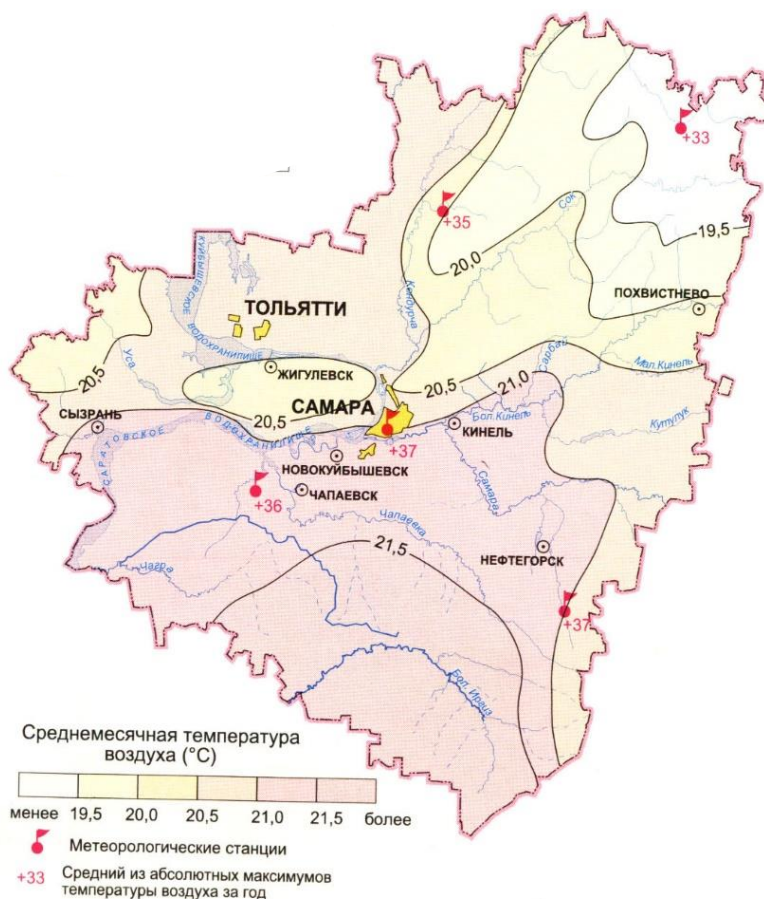 +33
+35
Сок
19,5
20,0
КУЙБЫШЕВСКОЕ
ВОДОХРАНИЛИЩЕ
ПОХВИСТНЕВО
ТОЛЬЯТТИ
Кондурча
Сарбай
Мал.Кинель
Уса
ЖИГУЛЕВСК
20,5
20,5
21,0
САМАРА
20,5
СЫЗРАНЬ
САРАТОВСКОЕ
ВОДОХРАНИЛИЩЕ
Бол.Кинель
КИНЕЛЬ
Кутулук
+37
НОВОКУЙБЫШЕВСК
Самара
+36
ЧАПАЕВСК
Чапаевка
21,5
НЕФТЕГОРСК
Чагра
+37
Бол. Иргиз
Среднемесячная температура
воздуха (°C)
менее 19,5 20,0 20,5 21,0 21,5 более
Метеорологические станции
+33 Средний из абсолютных максимумов
температуры воздуха за год